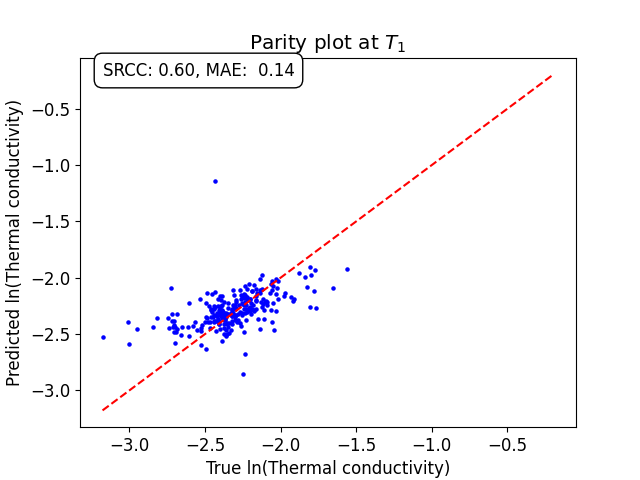 Parity plot at T₁
SRCC: 0.60, MAE:  0.14
Predicted ln(Thermal conductivity)
−0.5
−1.0
−1.5
−2.0
−2.5
−3.0
−3.0 −2.5 −2.0 −1.5 −1.0 −0.5
True ln(Thermal conductivity)